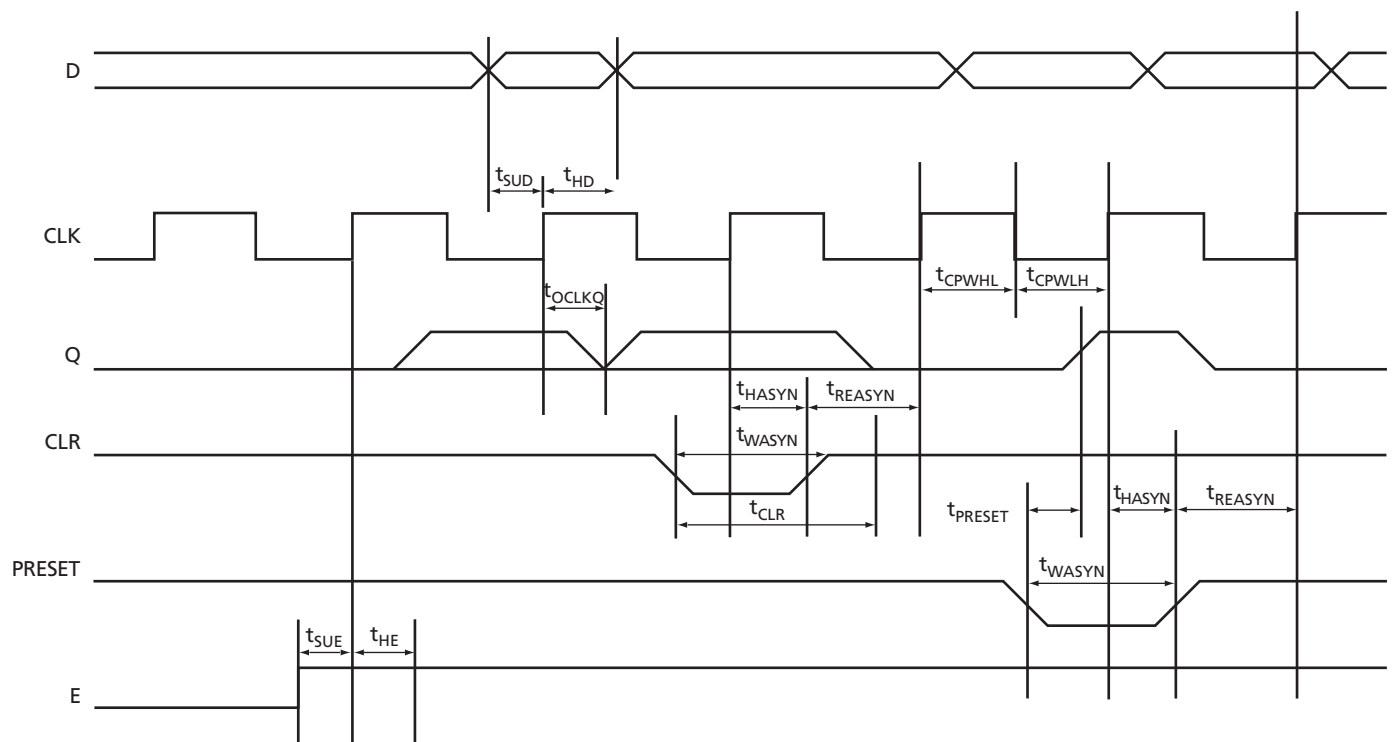 D
tSUD
tHD
CLK
tCPWHL
tCPWLH
tOCLKQ
Q
tHASYN
tREASYN
CLR
tWASYN
tCLR
tPRESET
tHASYN
tREASYN
PRESET
tWASYN
tSUE
tHE
E